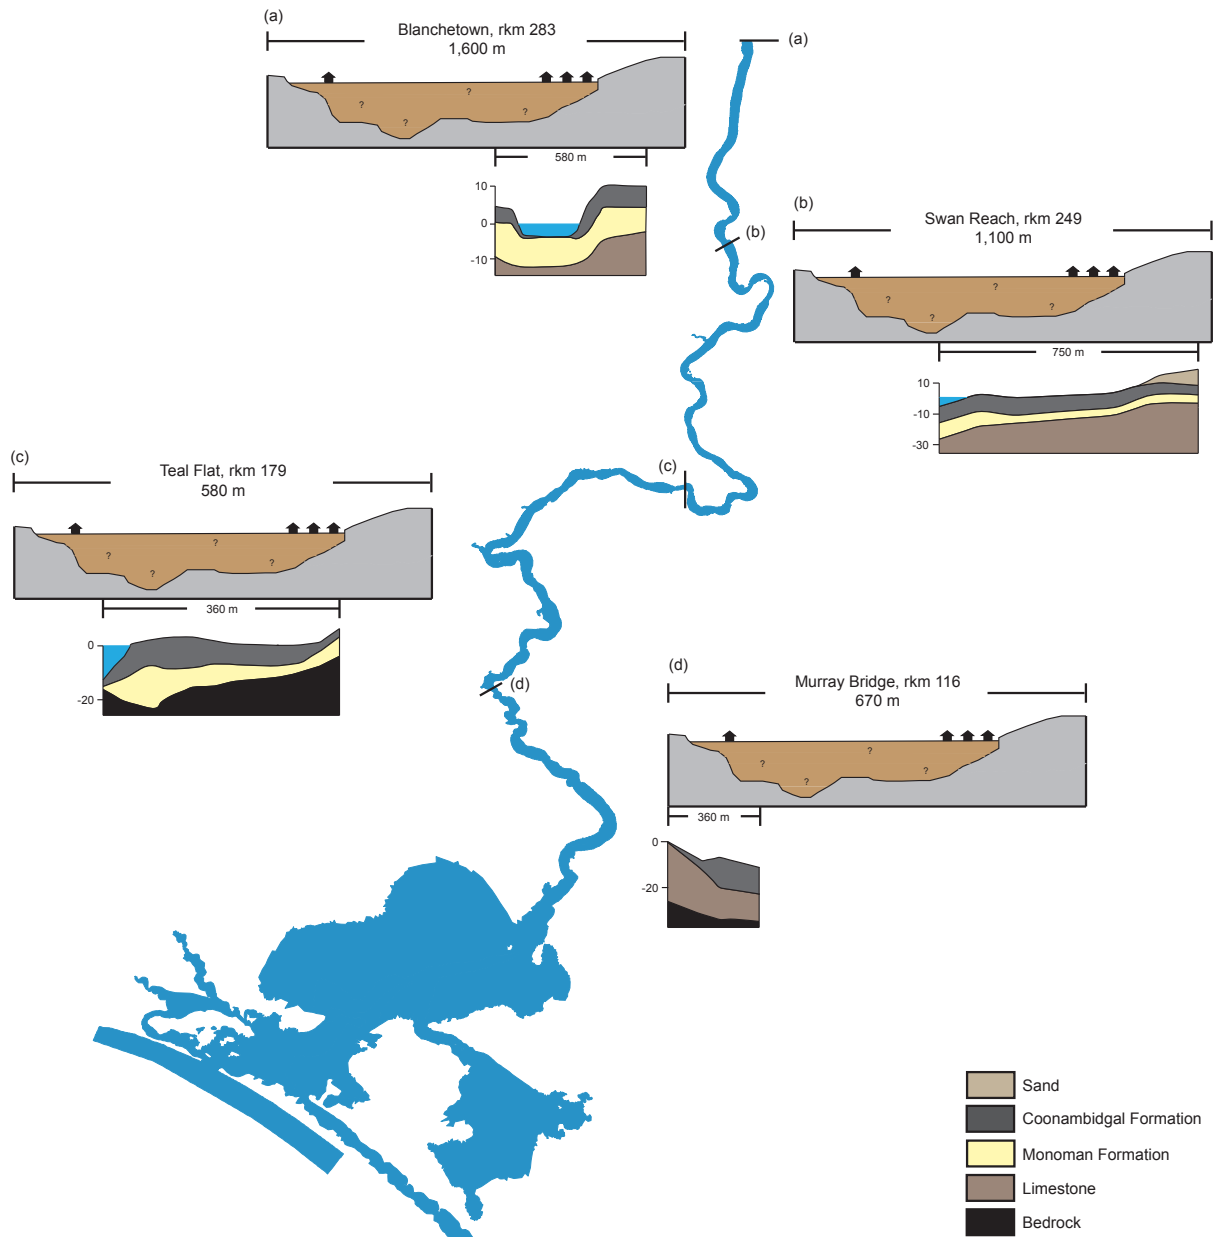 (a)
Blanchetown, rkm 283
1,600 m
(a)
?
?
?
?
580 m
10
0
-10
(b)
(b)
Swan Reach, rkm 249
1,100 m
?
?
?
?
750 m
10
-10
-30
(c)
Teal Flat, rkm 179
580 m
(c)
?
?
?
?
360 m
0
-20
(d)
(d)
Murray Bridge, rkm 116
670 m
?
?
?
?
360 m
0
-20
Sand
Coonambidgal Formation
Monoman Formation
Limestone
Bedrock